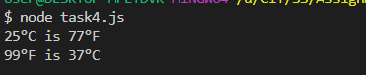 $ node task4.js
25°C is 77°F
99°F is 37°C